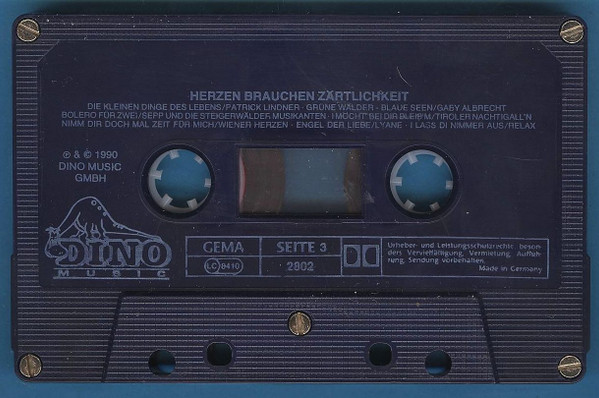 HERZEN BRAUCHEN ZÄRTLICHKEIT
DIE KLEINEN DINGE DES LEBENS/PATRICK LINDNER - GRÜNE WÄLDER - BLAUE SEEN/GABY ALBRECHT
BOLERO FÜR ZWEI/SEPP UND DIE STEIGERWÄLDER MUSIKANTEN - I MÖCHT BEI DIR BLEIB'M/TIROLER NACHTIGALL'N
NIMM DIR DOCH MAL ZEIT FÜR MICH/WIENER HERZEN - ENGEL DER LIEBE/LYANE - I LASS DI NIMMER AUS/RELAX
℗ & © 1990
DINO MUSIC
GMBH
DINO
MUSIC
GEMA
LC 8410
SEITE 3
2802
Urheber- und Leistungsschutzrechte beson-
ders Vervielfältigung, Vermietung, Auffüh-
rung, Sendung vorbehalten.
Made in Germany